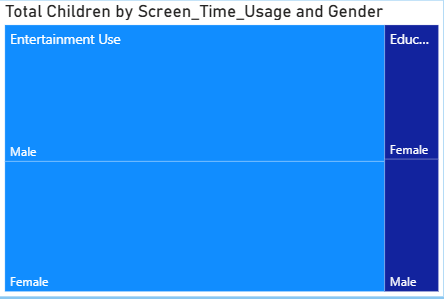 Total Children by Screen_Time_Usage and Gender
Entertainment Use
Educ...
Male
Female
Female
Male